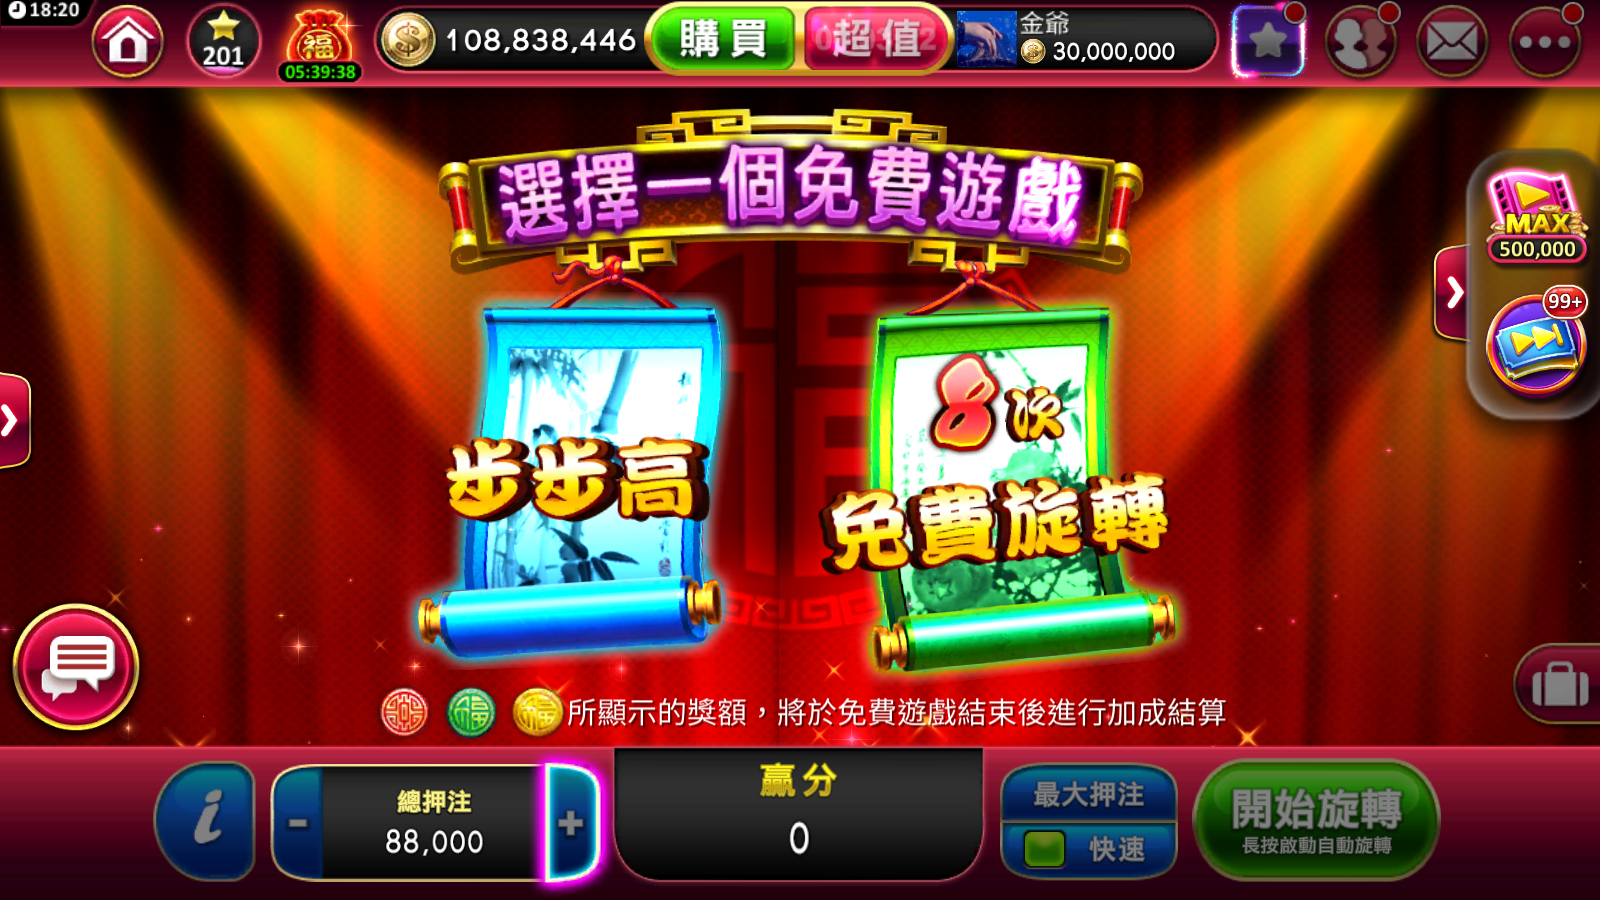 18:20
201
福
05:39:38
108,838,446
購買
超值
金爺
30,000,000
選擇一個免費遊戲
MAX
500,000
99+
步步高
8次
免費旋轉
福
福
福
所顯示的獎額，將於免費遊戲結束後進行加成結算
總押注
88,000
贏分
0
最大押注
快速
開始旋轉
長按啟動自動旋轉